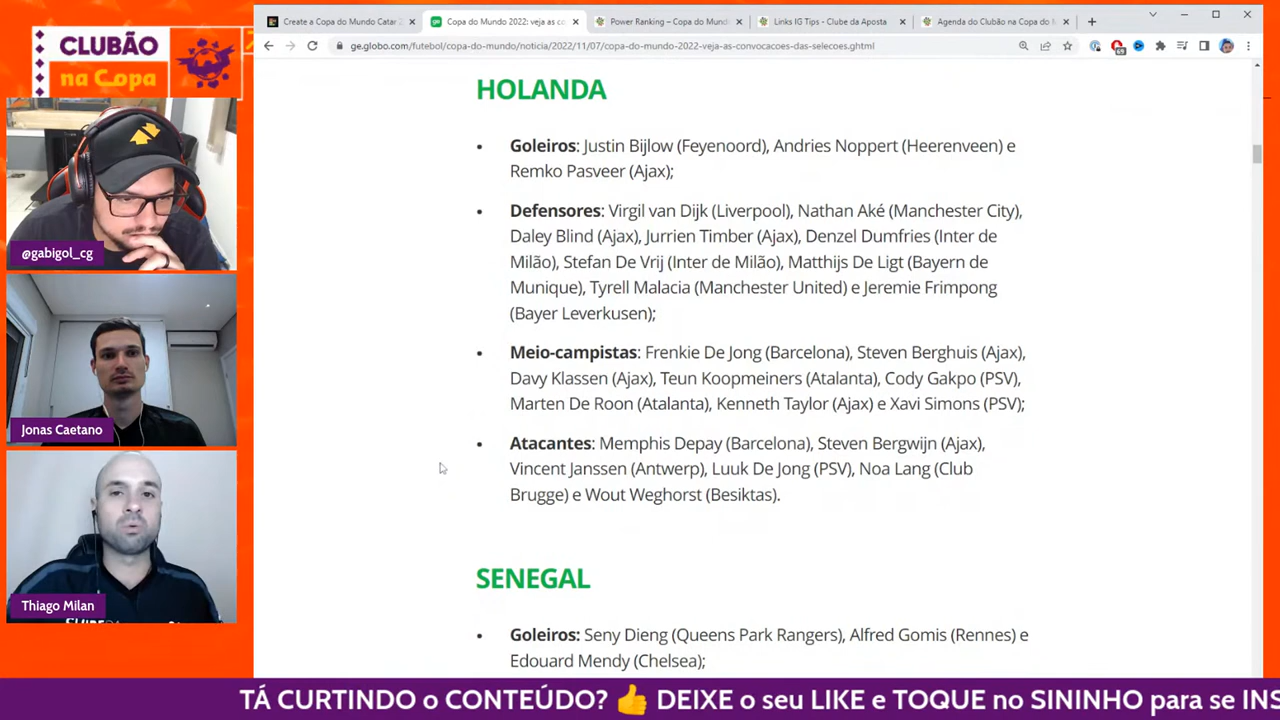 CLUBÃO
na Copa
@gabigol_cg
Jonas Caetano
Thiago Milan
Create a Copa do Mundo Catar 2
Copa do Mundo 2022: veja as co
Power Ranking – Copa do Mund
Links IG Tips - Clube da Aposta
Agenda do Clubão na Copa do M
ge.globo.com/futebol/copa-do-mundo/noticia/2022/11/07/copa-do-mundo-2022-veja-as-convocacoes-das-selecoes.ghtml
HOLANDA
• Goleiros: Justin Bijlow (Feyenoord), Andries Noppert (Heerenveen) e
Remko Pasveer (Ajax);
• Defensores: Virgil van Dijk (Liverpool), Nathan Aké (Manchester City),
Daley Blind (Ajax), Jurrien Timber (Ajax), Denzel Dumfries (Inter de
Milão), Stefan De Vrij (Inter de Milão), Matthijs De Ligt (Bayern de
Munique), Tyrell Malacia (Manchester United) e Jeremie Frimpong
(Bayer Leverkusen);
• Meio-campistas: Frenkie De Jong (Barcelona), Steven Berghuis (Ajax),
Davy Klassen (Ajax), Teun Koopmeiners (Atalanta), Cody Gakpo (PSV),
Marten De Roon (Atalanta), Kenneth Taylor (Ajax) e Xavi Simons (PSV);
• Atacantes: Memphis Depay (Barcelona), Steven Bergwijn (Ajax),
Vincent Janssen (Antwerp), Luuk De Jong (PSV), Noa Lang (Club
Brugge) e Wout Weghorst (Besiktas).
SENEGAL
• Goleiros: Seny Dieng (Queens Park Rangers), Alfred Gomis (Rennes) e
Edouard Mendy (Chelsea);
TÁ CURTINDO o CONTEÚDO? 👍 DEIXE o seu LIKE e TOQUE no SININHO para se INS